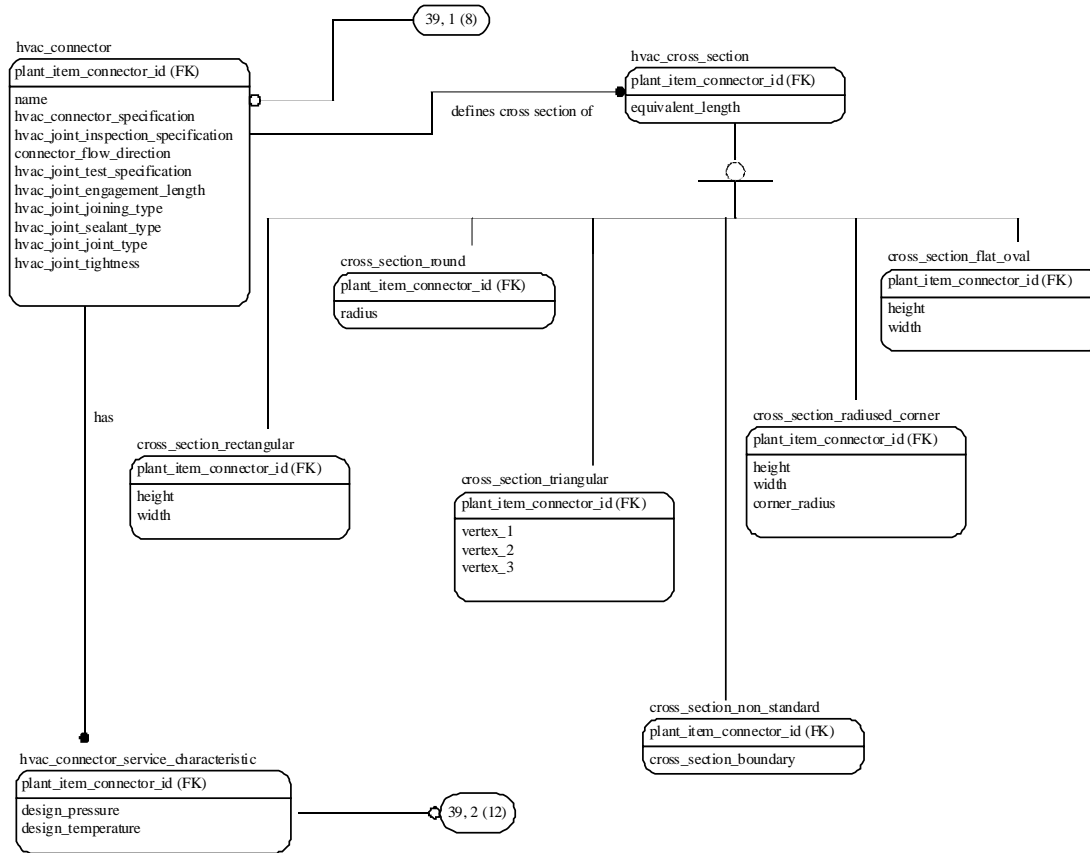 39, 1 (8)
hvac_connector
plant_item_connector_id (FK)
name
hvac_connector_specification
hvac_joint_inspection_specification
connector_flow_direction
hvac_joint_test_specification
hvac_joint_engagement_length
hvac_joint_joining_type
hvac_joint_sealant_type
hvac_joint_joint_type
hvac_joint_tightness
defines cross section of
hvac_cross_section
plant_item_connector_id (FK)
equivalent_length
cross_section_round
plant_item_connector_id (FK)
radius
cross_section_flat_oval
plant_item_connector_id (FK)
height
width
has
cross_section_rectangular
plant_item_connector_id (FK)
height
width
cross_section_triangular
plant_item_connector_id (FK)
vertex_1
vertex_2
vertex_3
cross_section_radiused_corner
plant_item_connector_id (FK)
height
width
corner_radius
cross_section_non_standard
plant_item_connector_id (FK)
cross_section_boundary
hvac_connector_service_characteristic
plant_item_connector_id (FK)
design_pressure
design_temperature
39, 2 (12)